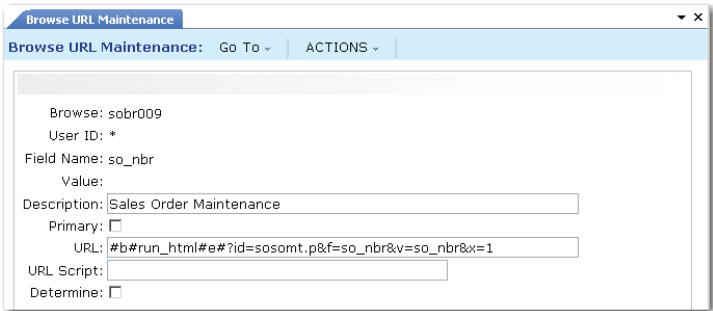 Browse URL Maintenance
Browse URL Maintenance: Go To ACTIONS
Browse: sobr009
User ID: *
Field Name: so_nbr
Value:
Description: Sales Order Maintenance
Primary:
URL: #b#run_html#e#?id=sosomt.p&f=so_nbr&v=so_nbr&x=1
URL Script:
Determine: